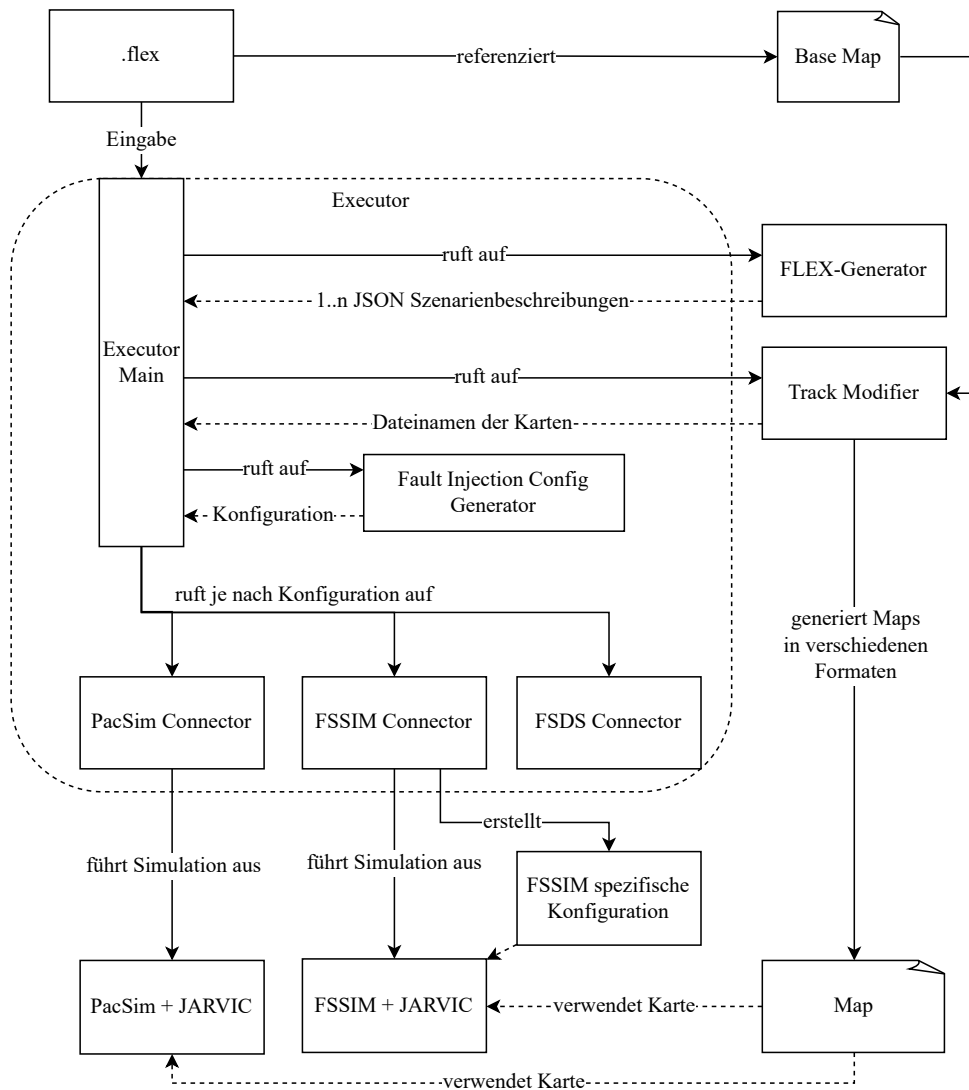 .flex
referenziert
Base Map
Eingabe
Executor
ruft auf
FLEX-Generator
1..n JSON Szenarienbeschreibungen
Executor
Main
ruft auf
Track Modifier
Dateinamen der Karten
ruft auf
Fault Injection Config
Generator
Konfiguration
ruft je nach Konfiguration auf
generiert Maps
in verschiedenen
Formaten
PacSim Connector
FSSIM Connector
FSDS Connector
erstellt
führt Simulation aus
führt Simulation aus
FSSIM spezifische
Konfiguration
PacSim + JARVIC
FSSIM + JARVIC
verwendet Karte
Map
verwendet Karte